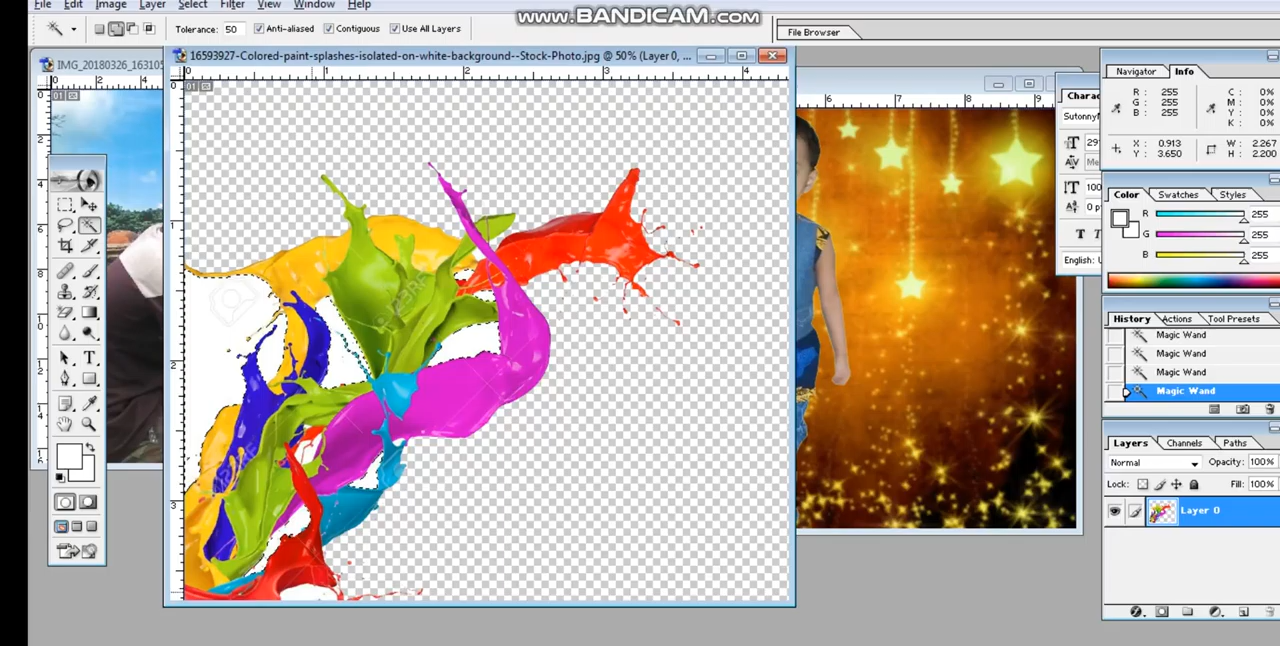 File Edit Image Layer Select Filter View Window Help
www.BANDICAM.com
Tolerance: 50 Anti-aliased Contiguous Use All Layers
File Browser
IMG_20180326_16310
16593927-Colored-paint-splashes-isolated-on-white-background--Stock-Photo.jpg @ 50% (Layer 0, ...
Navigator Info
R : 255 C : 0%
G : 255 M : 0%
B : 255 Y : 0%
K : 0%
X : 0.913 W : 2.267
Y : 3.650 H : 2.200
Charac
SutonnyM
English: U
Color Swatches Styles
R 255
G 255
B 255
History Actions Tool Presets
Magic Wand
Magic Wand
Magic Wand
Magic Wand
Layers Channels Paths
Normal Opacity: 100%
Lock: Fill: 100%
Layer 0